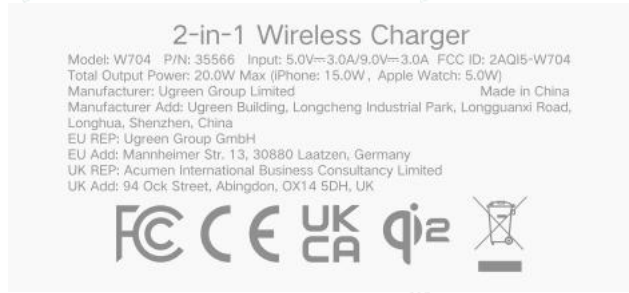 2-in-1 Wireless Charger
Model: W704 P/N: 35566 Input: 5.0V⎓3.0A/9.0V⎓3.0A FCC ID: 2AQI5-W704
Total Output Power: 20.0W Max (iPhone: 15.0W, Apple Watch: 5.0W)
Manufacturer: Ugreen Group Limited Made in China
Manufacturer Add: Ugreen Building, Longcheng Industrial Park, Longguanxi Road,
Longhua, Shenzhen, China
EU REP: Ugreen Group GmbH
EU Add: Mannheimer Str. 13, 30880 Laatzen, Germany
UK REP: Acumen International Business Consultancy Limited
UK Add: 94 Ock Street, Abingdon, OX14 5DH, UK
FC CE UK CA qi2